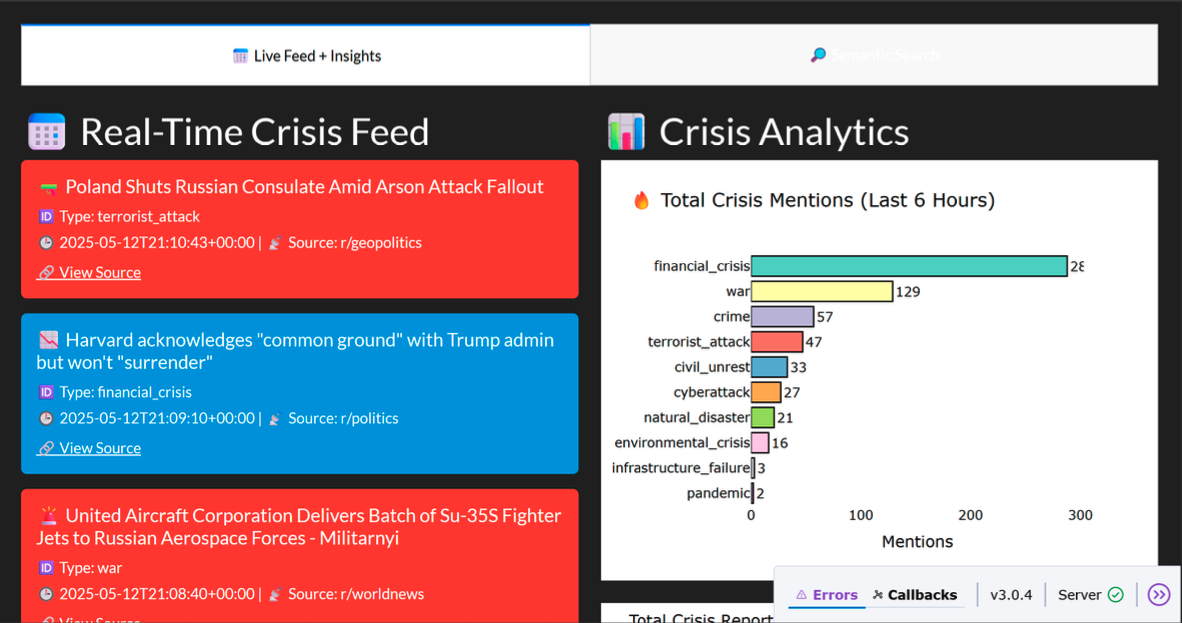 Live Feed + Insights
Semantic Search
Real-Time Crisis Feed
Poland Shuts Russian Consulate Amid Arson Attack Fallout
ID Type: terrorist_attack
2025-05-12T21:10:43+00:00 | Source: r/geopolitics
View Source
Harvard acknowledges "common ground" with Trump admin
but won't "surrender"
ID Type: financial_crisis
2025-05-12T21:09:10+00:00 | Source: r/politics
View Source
United Aircraft Corporation Delivers Batch of Su-35S Fighter
Jets to Russian Aerospace Forces - Militarnyi
ID Type: war
2025-05-12T21:08:40+00:00 | Source: r/worldnews
View Source
Crisis Analytics
Total Crisis Mentions (Last 6 Hours)
financial_crisis
war 129
crime 57
terrorist_attack 47
civil_unrest 33
cyberattack 27
natural_disaster 21
environmental_crisis 16
infrastructure_failure 3
pandemic 2
0 100 200 300
Mentions
Total Crisis Report
Errors Callbacks v3.0.4 Server